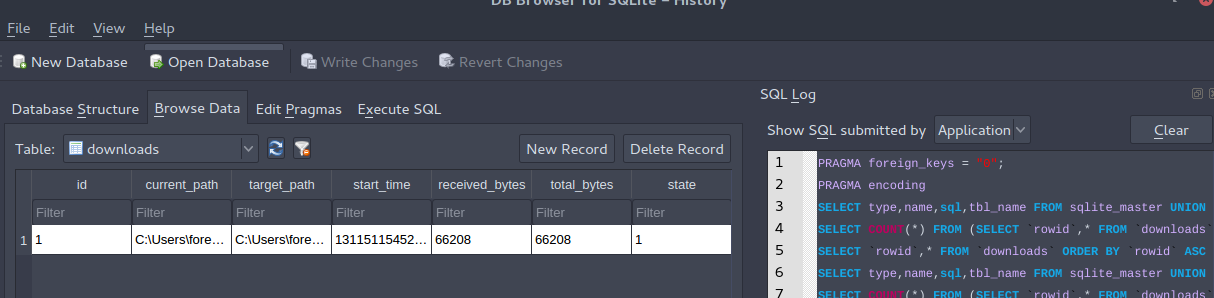 DB Browser for SQLite - History
File Edit View Help
New Database Open Database Write Changes Revert Changes
Database Structure Browse Data Edit Pragmas Execute SQL
Table: downloads New Record Delete Record
id current_path target_path start_time received_bytes total_bytes state
Filter Filter Filter Filter Filter Filter Filter
1 1 C:\Users\fore... C:\Users\fore... 13115115452... 66208 66208 1
SQL Log
Show SQL submitted by Application Clear
1 PRAGMA foreign_keys = "0";
2 PRAGMA encoding
3 SELECT type,name,sql,tbl_name FROM sqlite_master UNION
4 SELECT COUNT(*) FROM (SELECT `rowid`,* FROM `downloads`
5 SELECT `rowid`,* FROM `downloads` ORDER BY `rowid` ASC
6 SELECT type,name,sql,tbl_name FROM sqlite_master UNION
7 SELECT COUNT(*) FROM (SELECT `rowid`,* FROM `downloads`